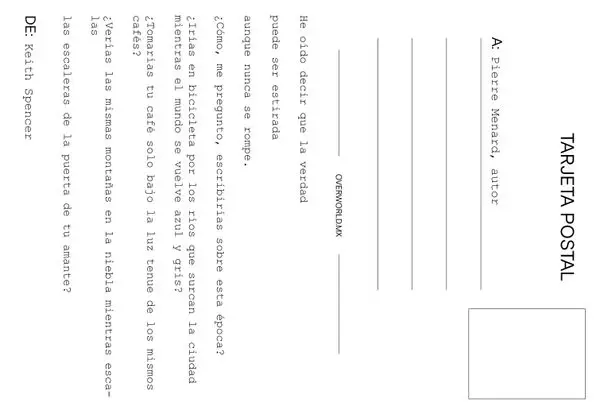 TARJETA POSTAL
A: Pierre Menard, autor
OVERWORLD.MX
He oído decir que la verdad
puede ser estirada
aunque nunca se rompe.
¿Cómo, me pregunto, escribirías sobre esta época?
¿Irías en bicicleta por los ríos que surcan la ciudad
mientras el mundo se vuelve azul y gris?
¿Tomarías tu café solo bajo la luz tenue de los mismos
cafés?
¿Verías las mismas montañas en la niebla mientras esca-
las
las escaleras de la puerta de tu amante?
DE: Keith Spencer